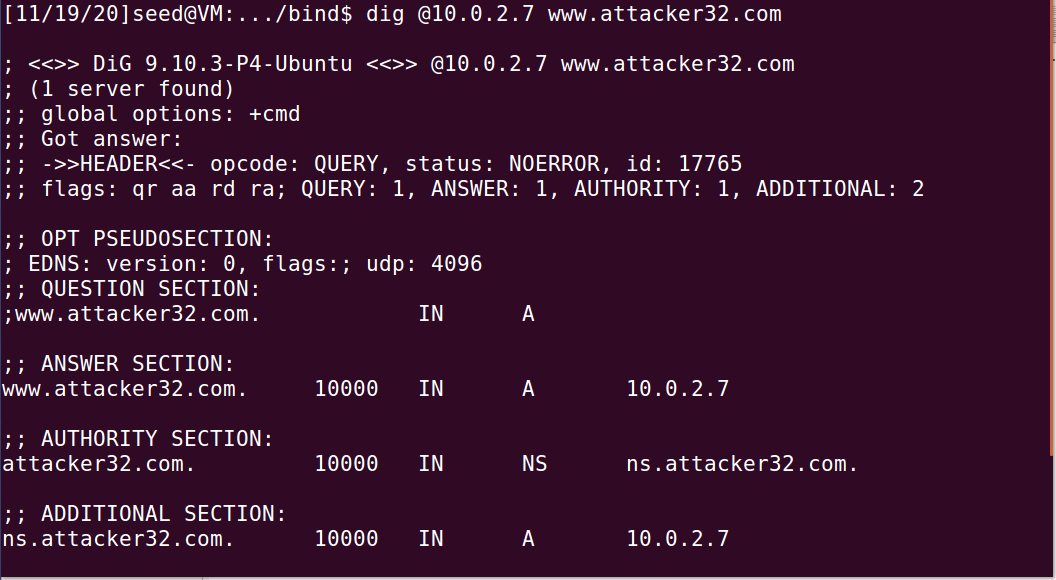 [11/19/20]seed@VM:.../bind$ dig @10.0.2.7 www.attacker32.com
; <<>> DiG 9.10.3-P4-Ubuntu <<>> @10.0.2.7 www.attacker32.com
; (1 server found)
;; global options: +cmd
;; Got answer:
;; ->>HEADER<<- opcode: QUERY, status: NOERROR, id: 17765
;; flags: qr aa rd ra; QUERY: 1, ANSWER: 1, AUTHORITY: 1, ADDITIONAL: 2
;; OPT PSEUDOSECTION:
; EDNS: version: 0, flags:; udp: 4096
;; QUESTION SECTION:
;www.attacker32.com. IN A
;; ANSWER SECTION:
www.attacker32.com. 10000 IN A 10.0.2.7
;; AUTHORITY SECTION:
attacker32.com. 10000 IN NS ns.attacker32.com.
;; ADDITIONAL SECTION:
ns.attacker32.com. 10000 IN A 10.0.2.7